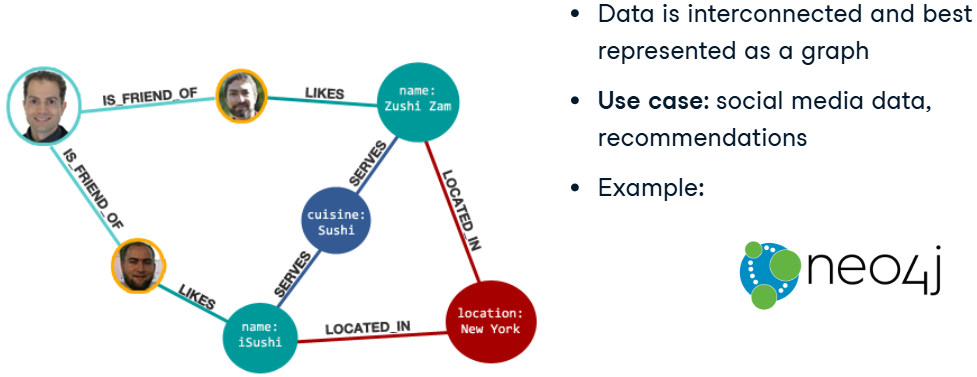 IS_FRIEND_OF
LIKES
name:
Zushi Zam
IS_FRIEND_OF
SERVES
LOCATED_IN
cuisine:
Sushi
SERVES
LIKES
name:
iSushi
LOCATED_IN
location:
New York
• Data is interconnected and best
represented as a graph
• Use case: social media data,
recommendations
• Example:
neo4j